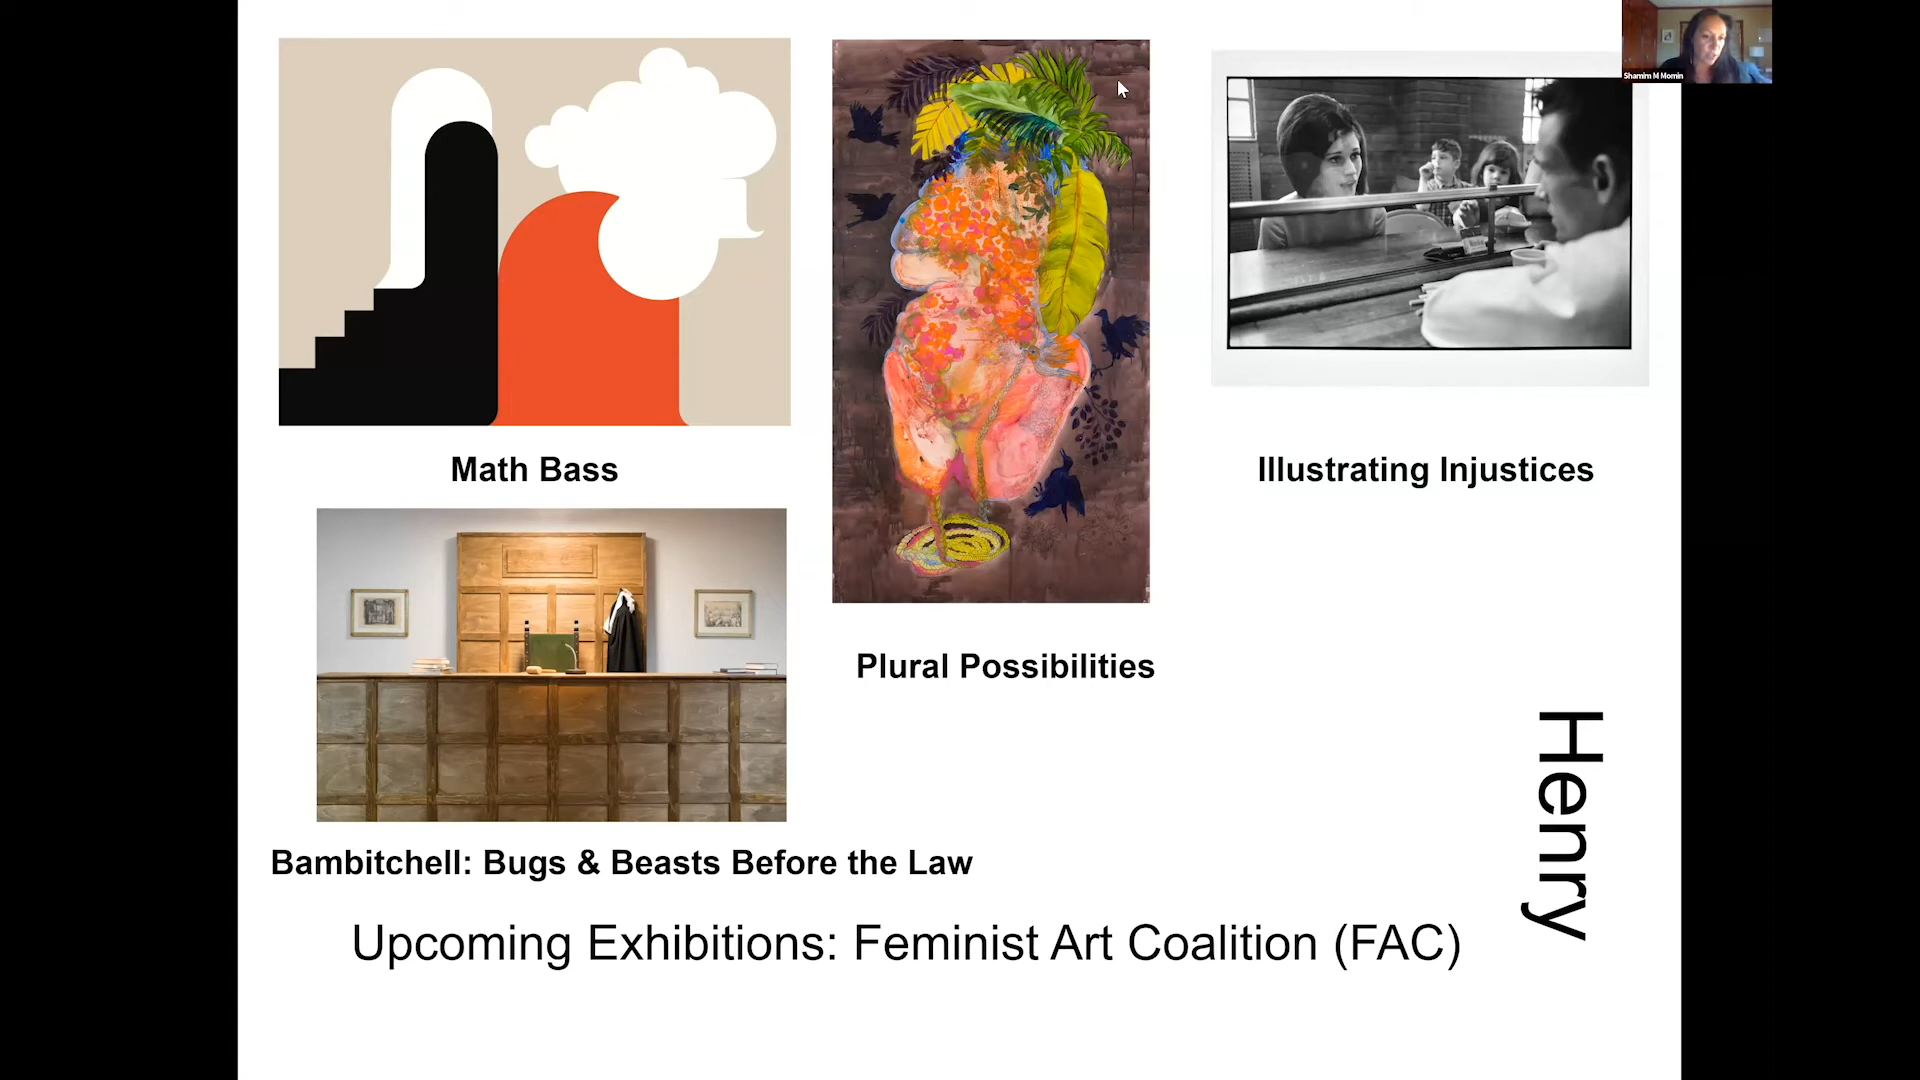 Shamim M Momin
Math Bass
Illustrating Injustices
Plural Possibilities
Bambitchell: Bugs & Beasts Before the Law
Henry
Upcoming Exhibitions: Feminist Art Coalition (FAC)